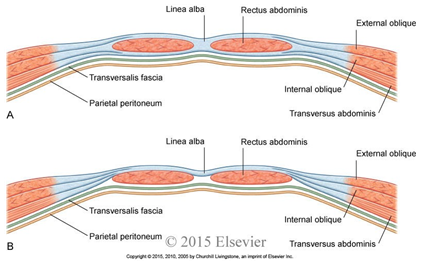 Linea alba
Rectus abdominis
External oblique
Transversalis fascia
Internal oblique
Parietal peritoneum
Transversus abdominis
A
Linea alba
Rectus abdominis
External oblique
Transversalis fascia
Internal oblique
Parietal peritoneum
Transversus abdominis
B
© 2015 Elsevier
Copyright © 2015, 2010, 2005 by Churchill Livingstone, an imprint of Elsevier Inc.